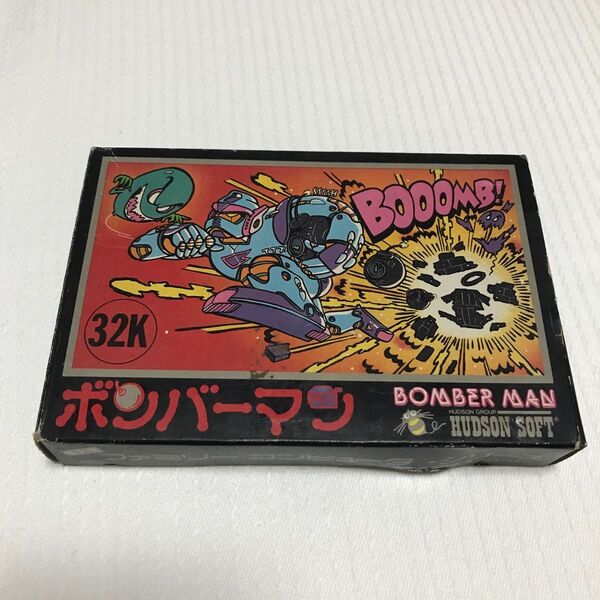 BOOOMB!
32K
ボンバーマン
BOMBER MAN
HUDSON GROUP
HUDSON SOFT